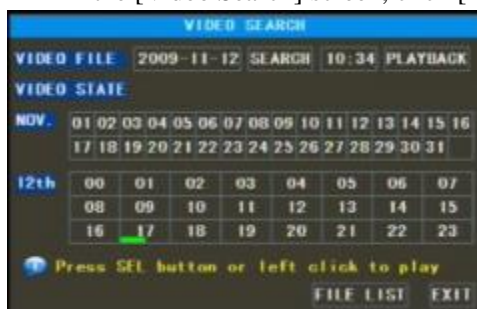 VIDEO SEARCH
VIDEO FILE 2009-11-12 SEARCH 10:34 PLAYBACK
VIDEO STATE
NOV. 01 02 03 04 05 06 07 08 09 10 11 12 13 14 15 16
17 18 19 20 21 22 23 24 25 26 27 28 29 30 31
12th 00 01 02 03 04 05 06 07
08 09 10 11 12 13 14 15
16 17 18 19 20 21 22 23
Press SEL button or left click to play
FILE LIST EXIT